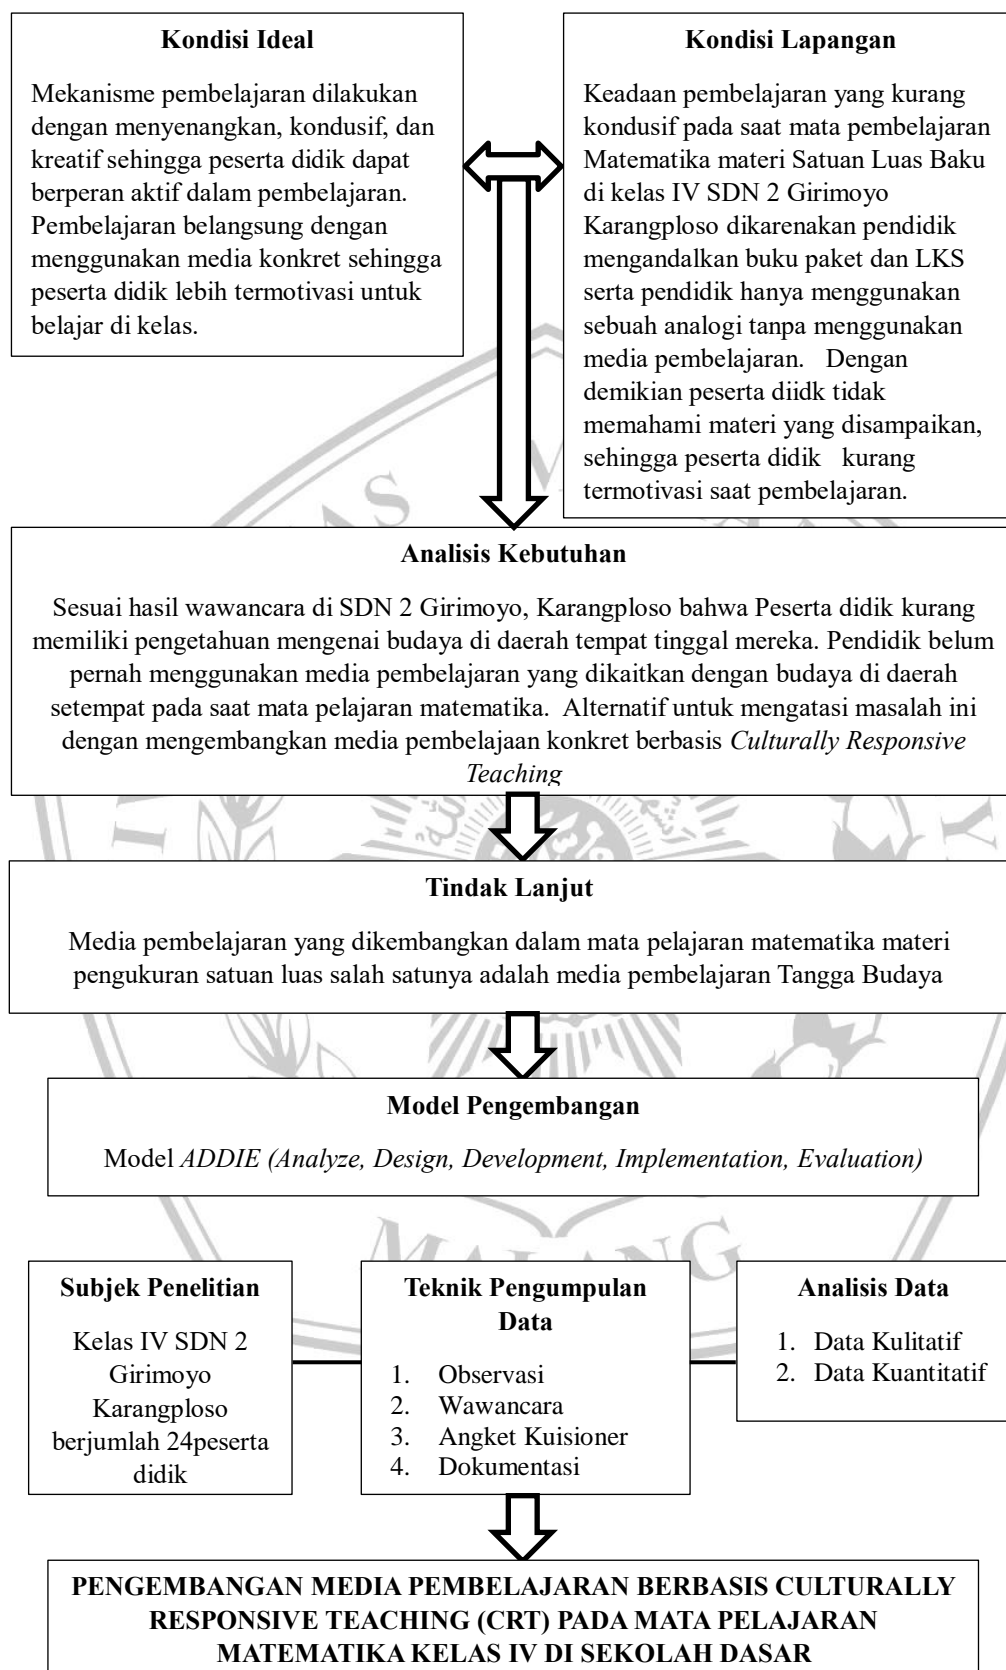 Kondisi Ideal
Mekanisme pembelajaran dilakukan
dengan menyenangkan, kondusif, dan
kreatif sehingga peserta didik dapat
berperan aktif dalam pembelajaran.
Pembelajaran belangsung dengan
menggunakan media konkret sehingga
peserta didik lebih termotivasi untuk
belajar di kelas.
Kondisi Lapangan
Keadaan pembelajaran yang kurang
kondusif pada saat mata pembelajaran
Matematika materi Satuan Luas Baku
di kelas IV SDN 2 Girimoyo
Karangploso dikarenakan pendidik
mengandalkan buku paket dan LKS
serta pendidik hanya menggunakan
sebuah analogi tanpa menggunakan
media pembelajaran. Dengan
demikian peserta diidk tidak
memahami materi yang disampaikan,
sehingga peserta didik kurang
termotivasi saat pembelajaran.
Analisis Kebutuhan
Sesuai hasil wawancara di SDN 2 Girimoyo, Karangploso bahwa Peserta didik kurang
memiliki pengetahuan mengenai budaya di daerah tempat tinggal mereka. Pendidik belum
pernah menggunakan media pembelajaran yang dikaitkan dengan budaya di daerah
setempat pada saat mata pelajaran matematika. Alternatif untuk mengatasi masalah ini
dengan mengembangkan media pembelajaan konkret berbasis Culturally Responsive
Teaching
Tindak Lanjut
Media pembelajaran yang dikembangkan dalam mata pelajaran matematika materi
pengukuran satuan luas salah satunya adalah media pembelajaran Tangga Budaya
Model Pengembangan
Model ADDIE (Analyze, Design, Development, Implementation, Evaluation)
MALANG
Subjek Penelitian
Kelas IV SDN 2
Girimoyo
Karangploso
berjumlah 24peserta
didik
Teknik Pengumpulan
Data
1. Observasi
2. Wawancara
3. Angket Kuisioner
4. Dokumentasi
Analisis Data
1. Data Kulitatif
2. Data Kuantitatif
PENGEMBANGAN MEDIA PEMBELAJARAN BERBASIS CULTURALLY
RESPONSIVE TEACHING (CRT) PADA MATA PELAJARAN
MATEMATIKA KELAS IV DI SEKOLAH DASAR